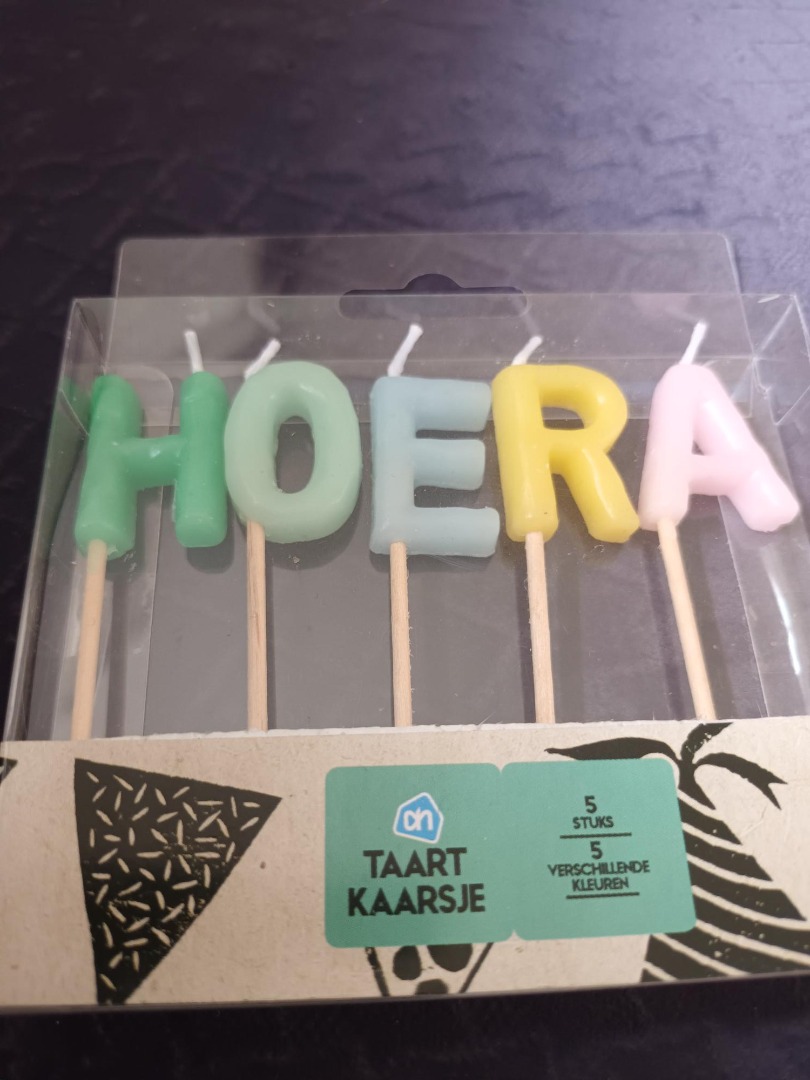 HOERA
ah
TAART
KAARSJE
5
STUKS
5
VERSCHILLENDE
KLEUREN